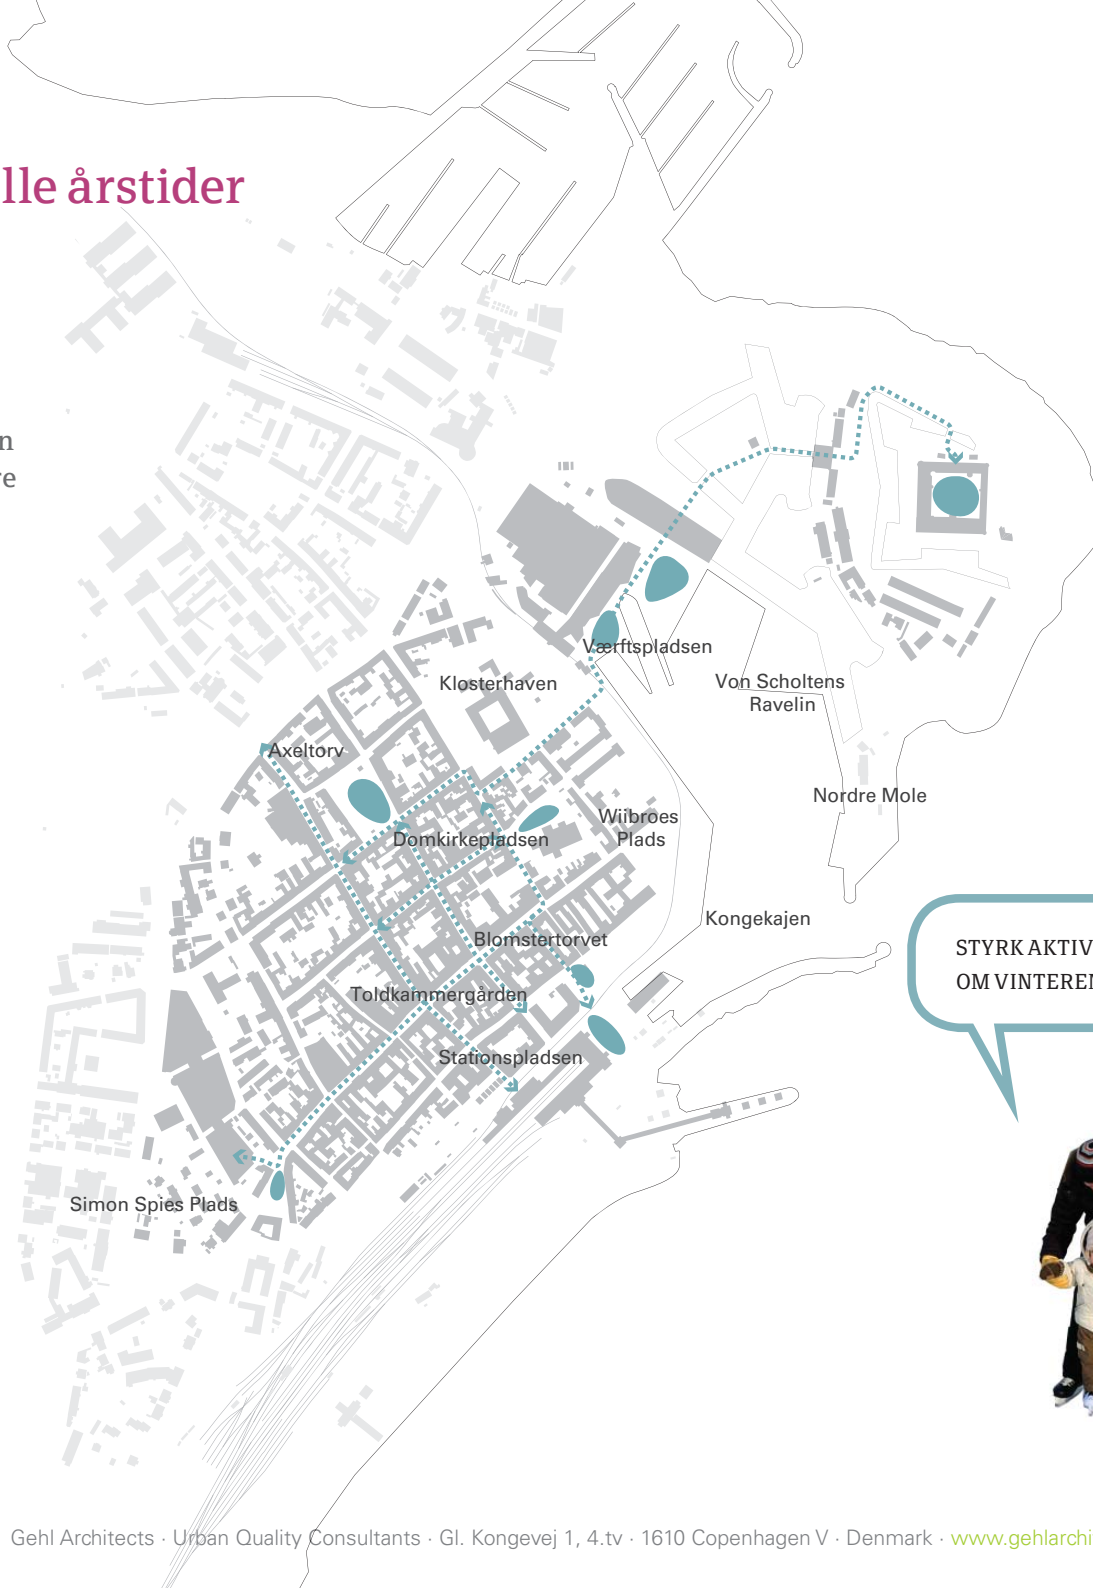 lle årstider
n
re
Værftspladsen
Klosterhaven
Von Scholtens
Ravelin
Axeltorv
Nordre Mole
Wiibroes
Plads
Domkirkepladsen
Kongekajen
Blomstertorvet
STYRK AKTIV
OM VINTEREN
Toldkammergården
Stationspladsen
Simon Spies Plads
Gehl Architects · Urban Quality Consultants · Gl. Kongevej 1, 4.tv · 1610 Copenhagen V · Denmark · www.gehlarchi